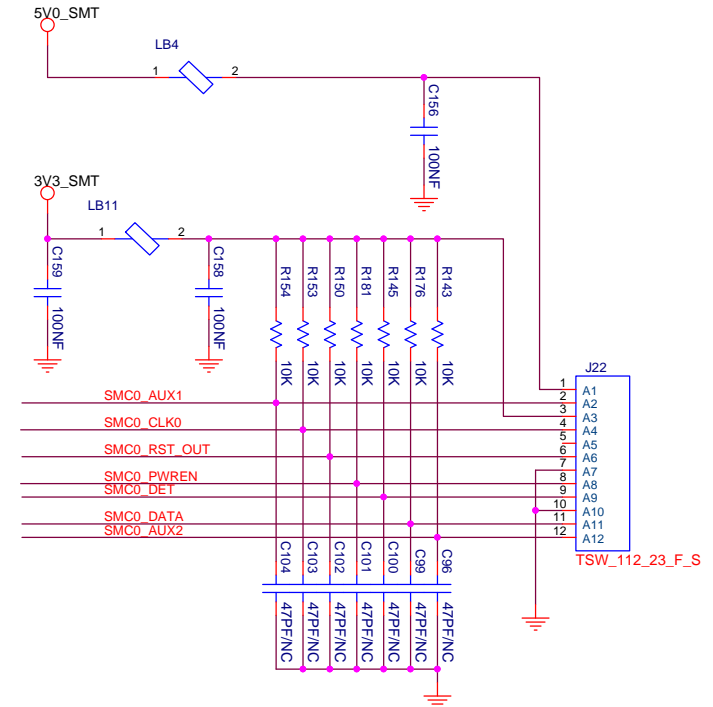 5V0_SMT
LB4
1 2
C156
100NF
3V3_SMT
LB11
1 2
C159
100NF
C158
100NF
R154
R153
R150
R181
R145
R176
R143
10K
10K
10K
10K
10K
10K
10K
J22
SMC0_AUX1
SMC0_CLK0
SMC0_RST_OUT
SMC0_PWREN
SMC0_DET
SMC0_DATA
SMC0_AUX2
1 A1
2 A2
3 A3
4 A4
5 A5
6 A6
7 A7
8 A8
9 A9
10 A10
11 A11
12 A12
TSW_112_23_F_S
C104
C103
C102
C101
C100
C99
C96
47PF/NC
47PF/NC
47PF/NC
47PF/NC
47PF/NC
47PF/NC
47PF/NC